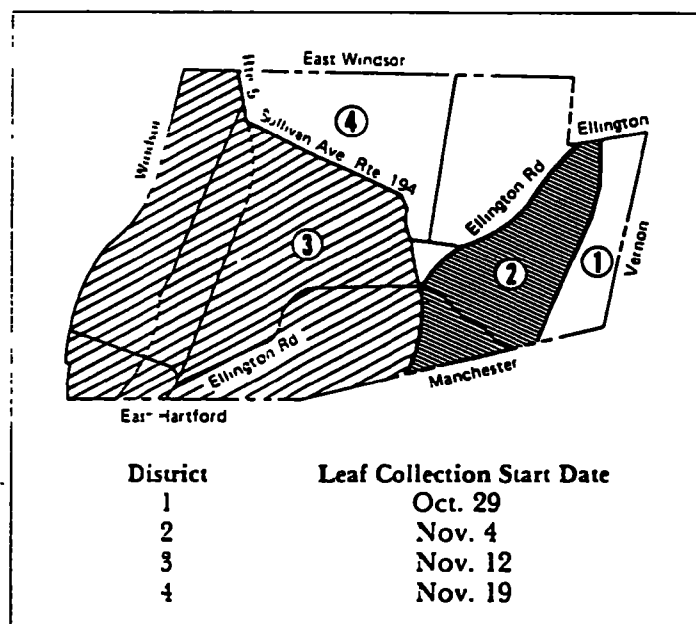 East Windsor
Ellington
④
Sullivan Ave Rte 194
Windsor
Ellington Rd
③
②
①
Vernon
Ellington Rd
Manchester
East Hartford
District Leaf Collection Start Date
1 Oct. 29
2 Nov. 4
3 Nov. 12
4 Nov. 19